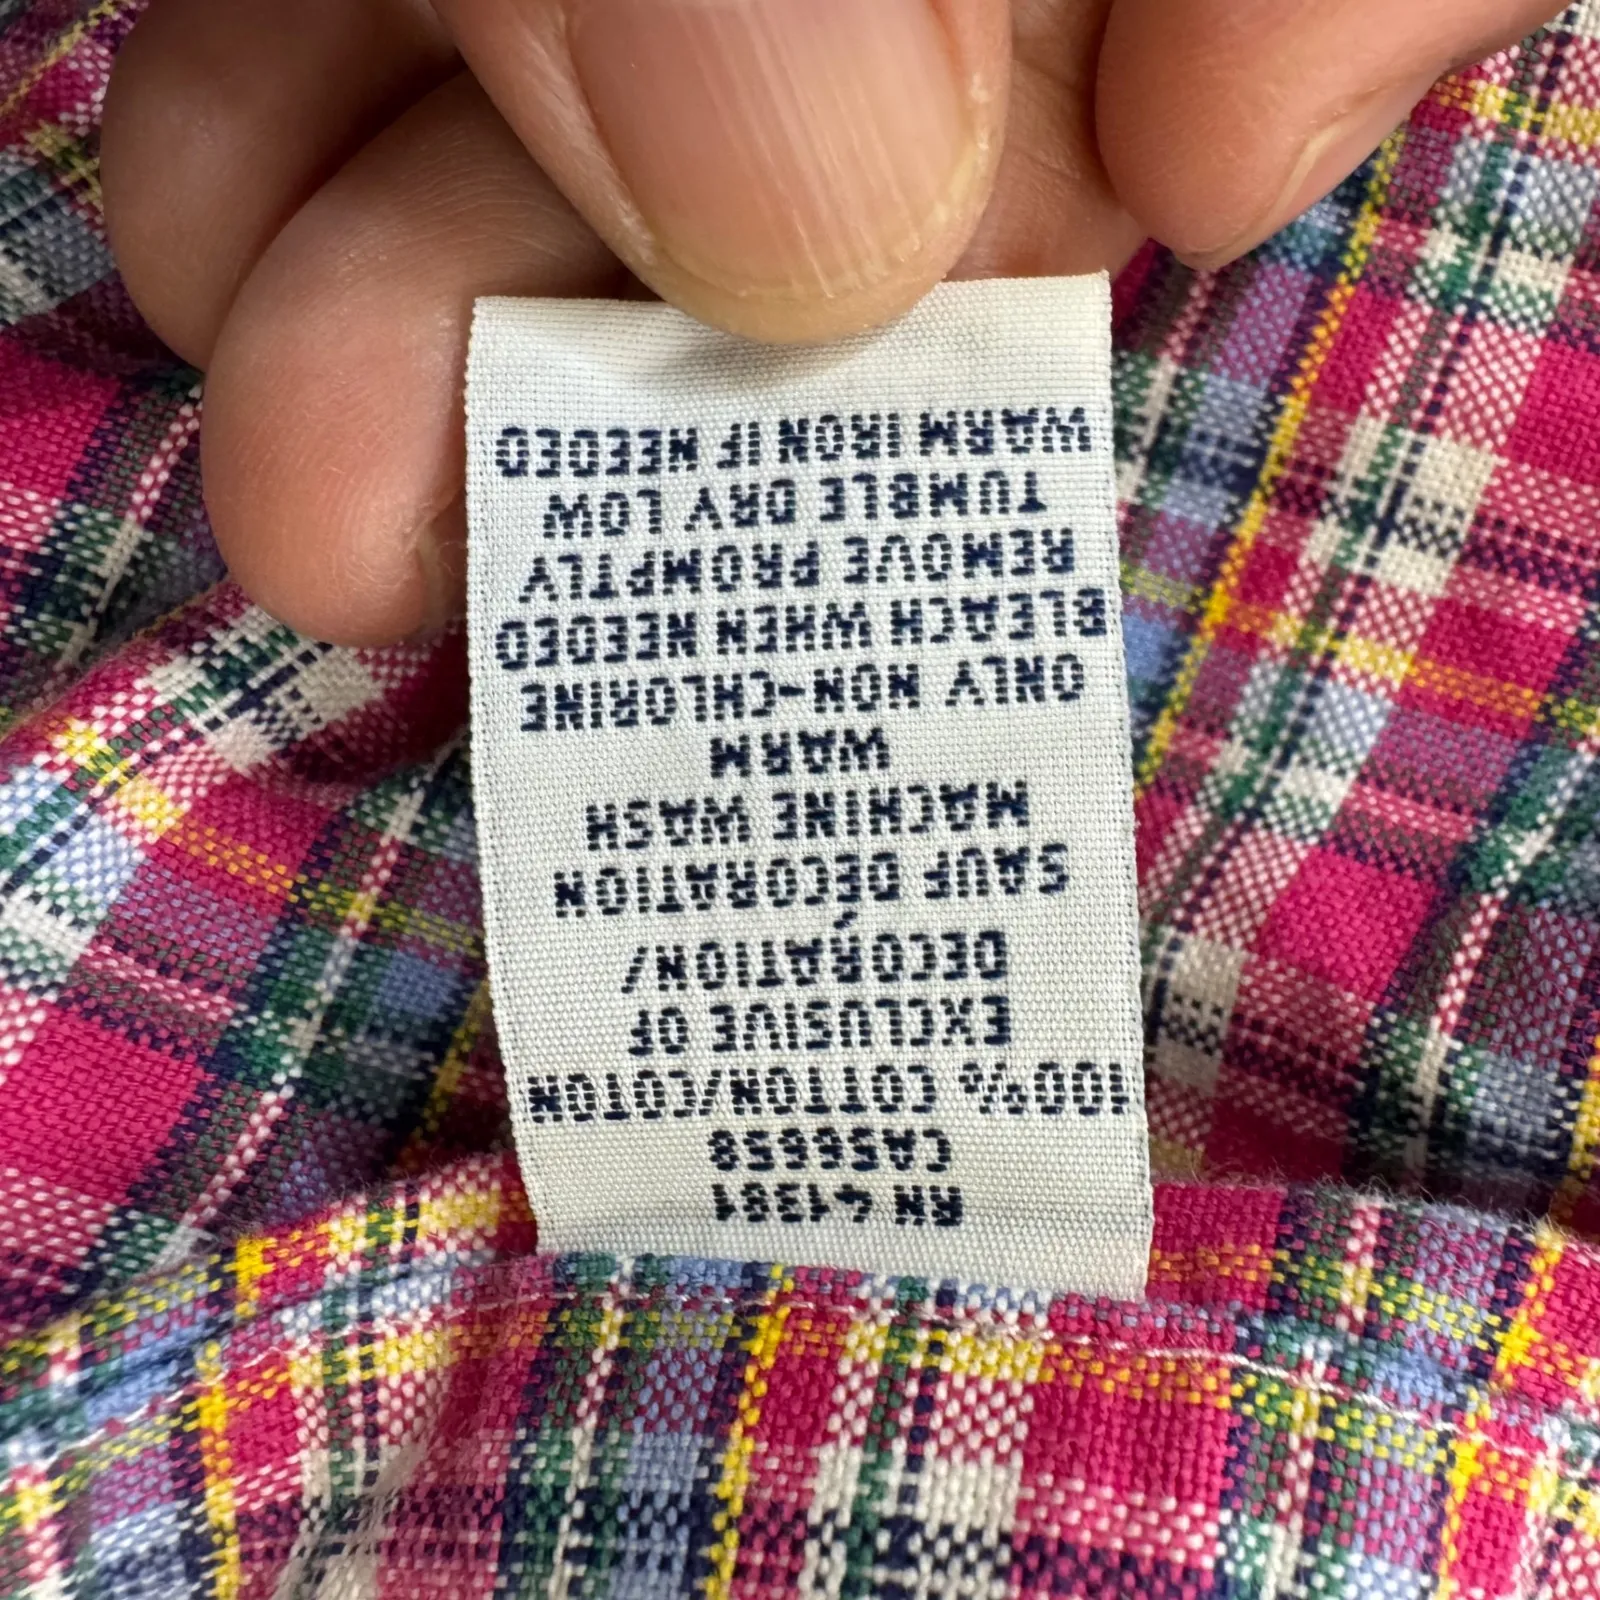 RN 41381
CA56658
100% COTTON/COTON
EXCLUSIVE OF
DECORATION/
SAUF DÉCORATION
MACHINE WASH
WARM
ONLY NON-CHLORINE
BLEACH WHEN NEEDED
REMOVE PROMPTLY
TUMBLE DRY LOW
WARM IRON IF NEEDED